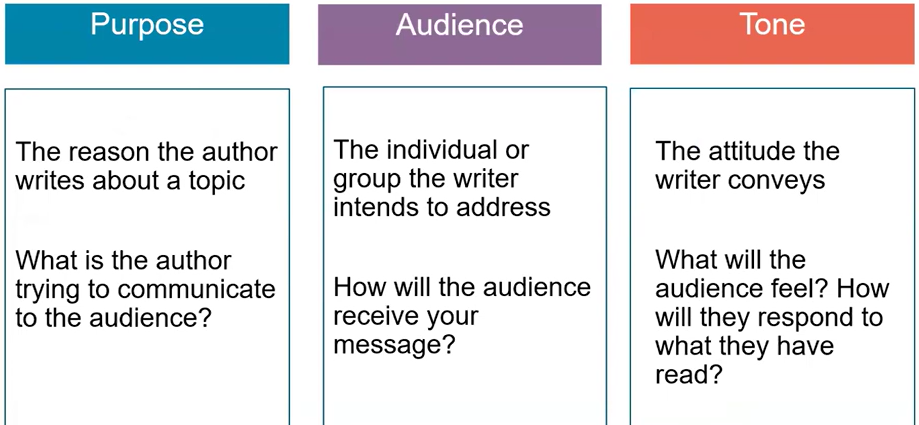 Purpose
The reason the author
writes about a topic
What is the author
trying to communicate
to the audience?
Audience
The individual or
group the writer
intends to address
How will the audience
receive your
message?
Tone
The attitude the
writer conveys
What will the
audience feel? How
will they respond to
what they have
read?